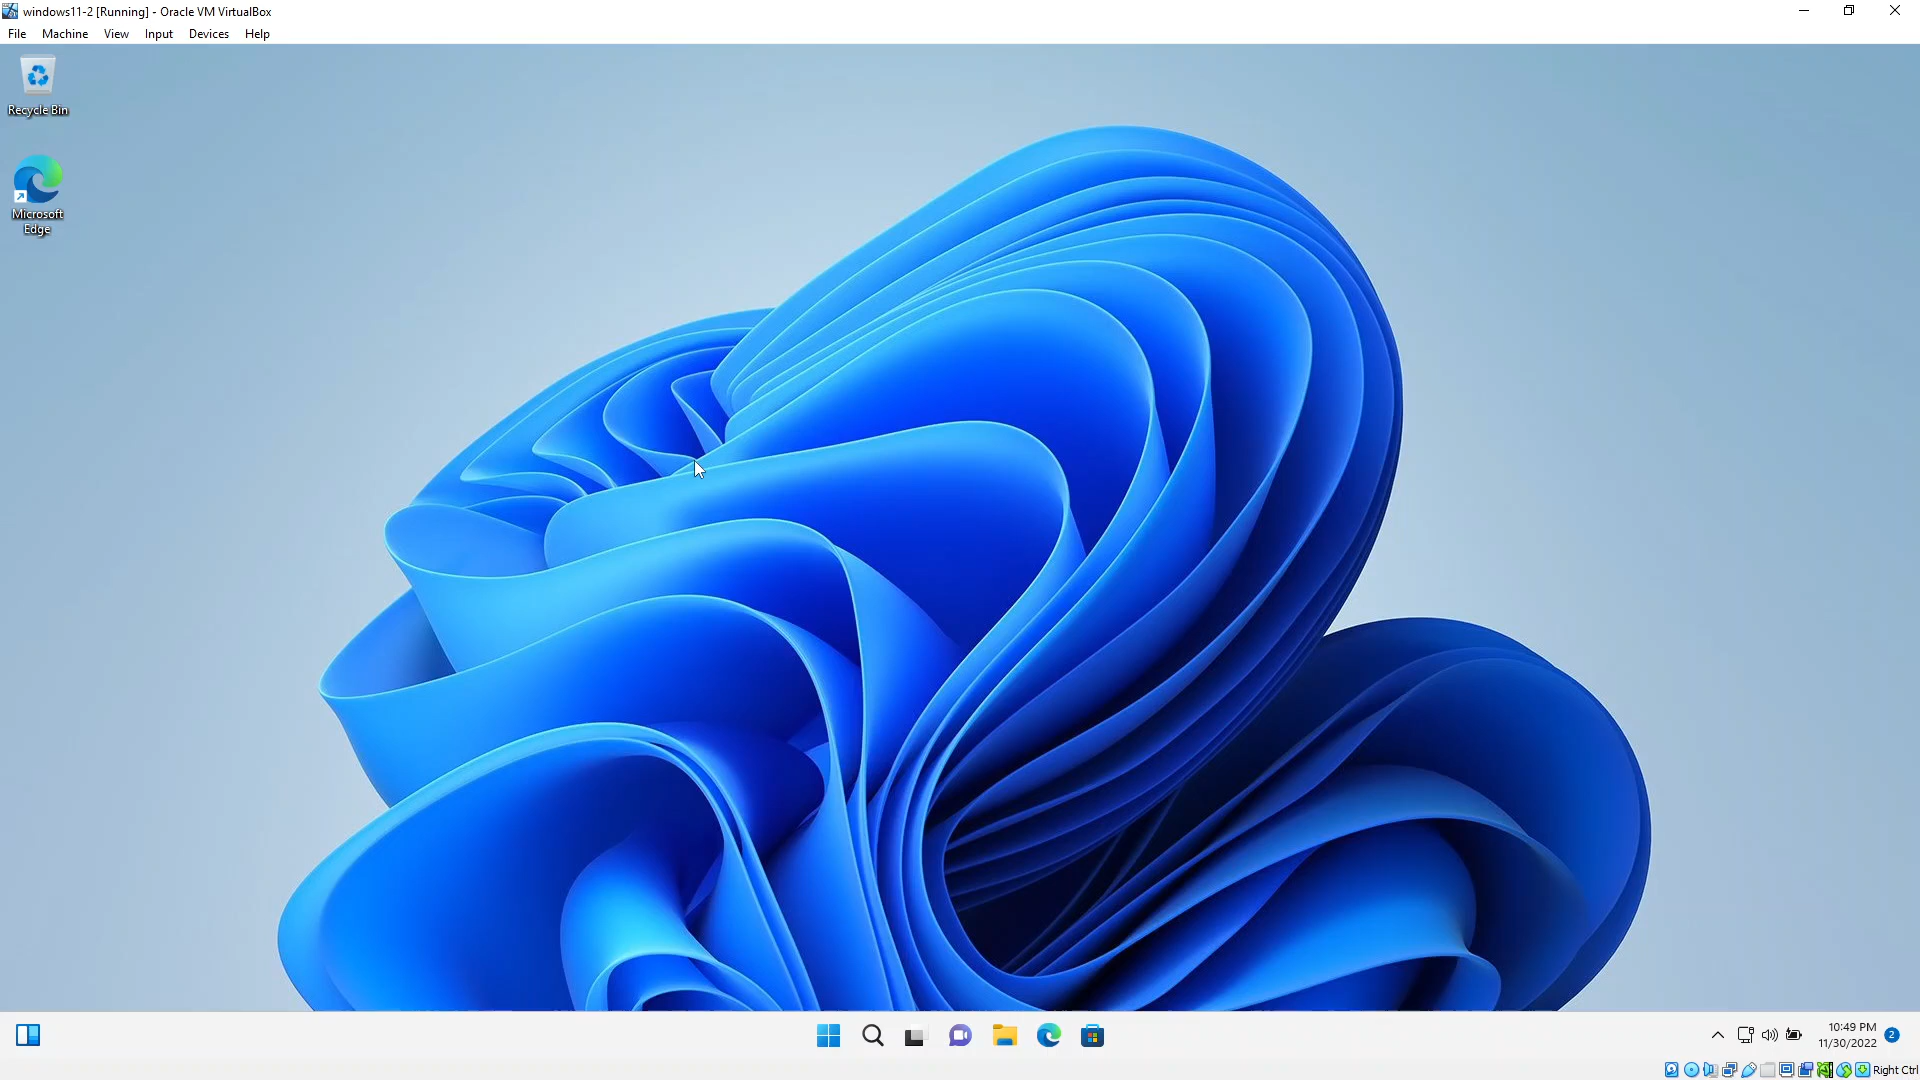 windows11-2 [Running] - Oracle VM VirtualBox
File Machine View Input Devices Help
Recycle Bin
Microsoft
Edge
10:49 PM
11/30/2022
2
Right Ctrl